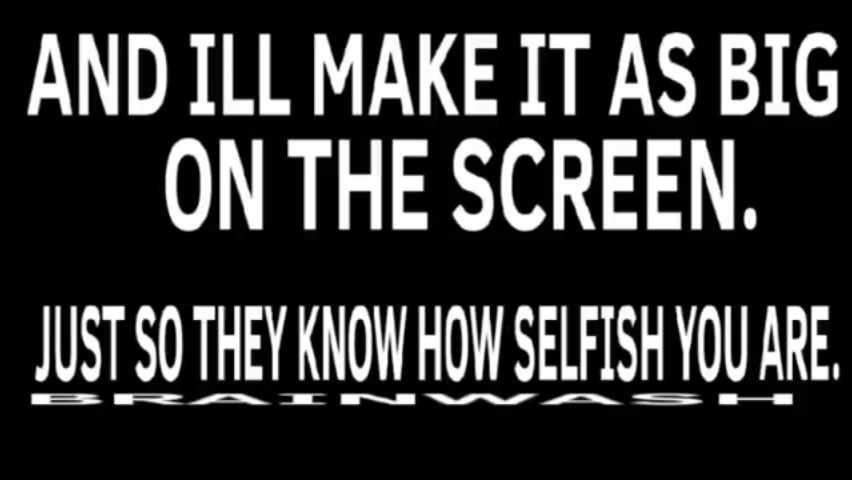 AND ILL MAKE IT AS BIG
ON THE SCREEN.
JUST SO THEY KNOW HOW SELFISH YOU ARE.
BRAINWASH